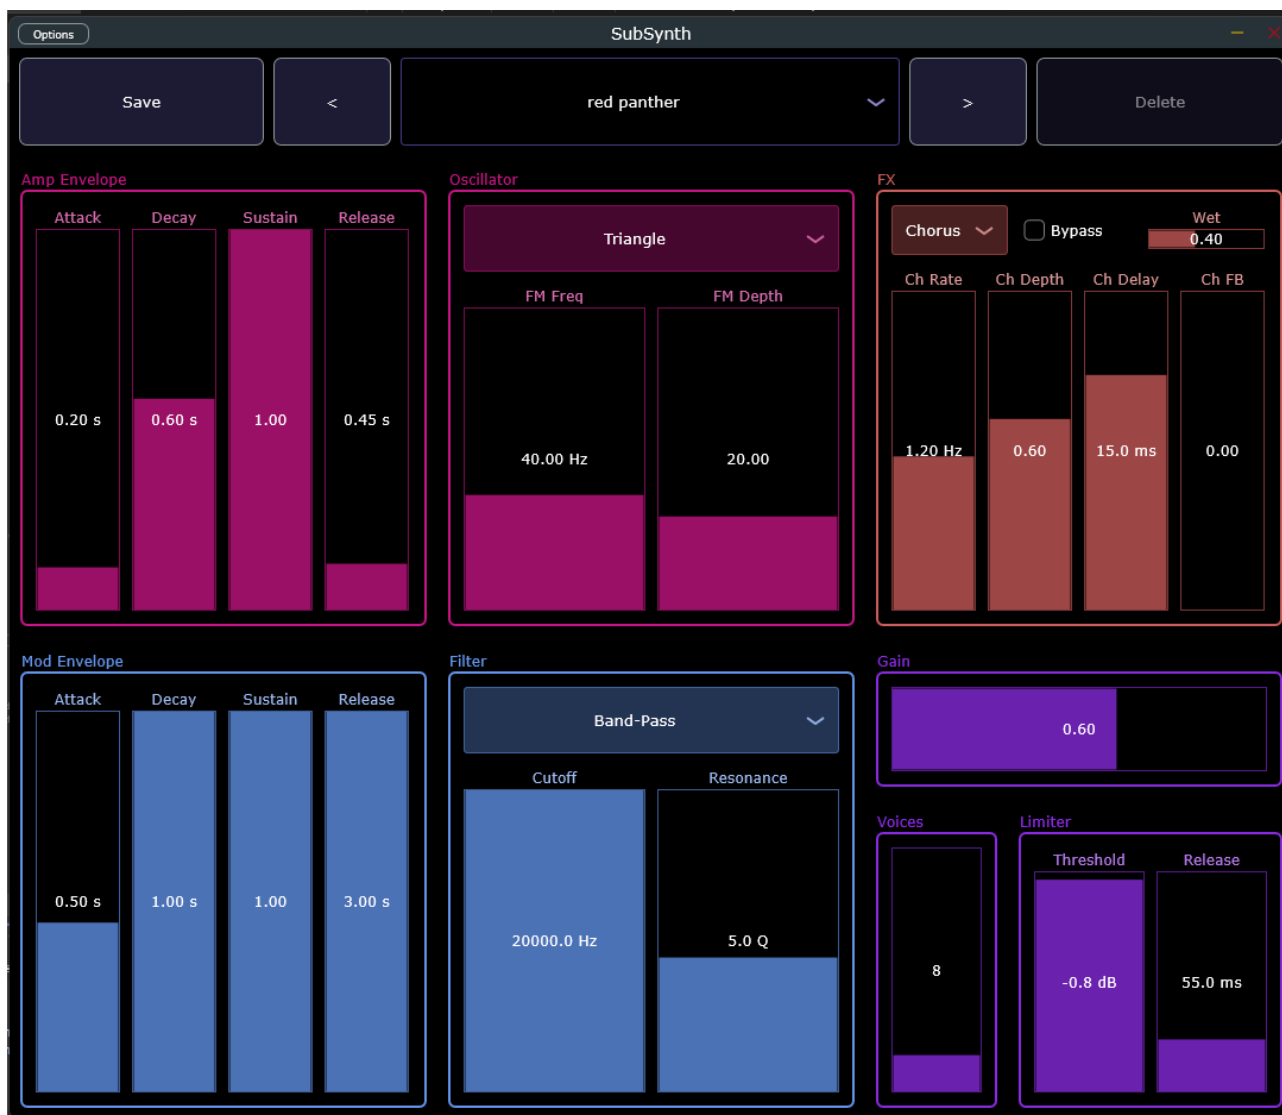 Options
SubSynth
Save
<
red panther
>
Delete
Amp Envelope
Attack Decay Sustain Release
0.20 s 0.60 s 1.00 0.45 s
Oscillator
Triangle
FM Freq FM Depth
40.00 Hz 20.00
FX
Chorus
Bypass
Wet
0.40
Ch Rate Ch Depth Ch Delay Ch FB
1.20 Hz 0.60 15.0 ms 0.00
Mod Envelope
Attack Decay Sustain Release
0.50 s 1.00 s 1.00 3.00 s
Filter
Band-Pass
Cutoff Resonance
20000.0 Hz 5.0 Q
Gain
0.60
Voices
8
Limiter
Threshold Release
-0.8 dB 55.0 ms